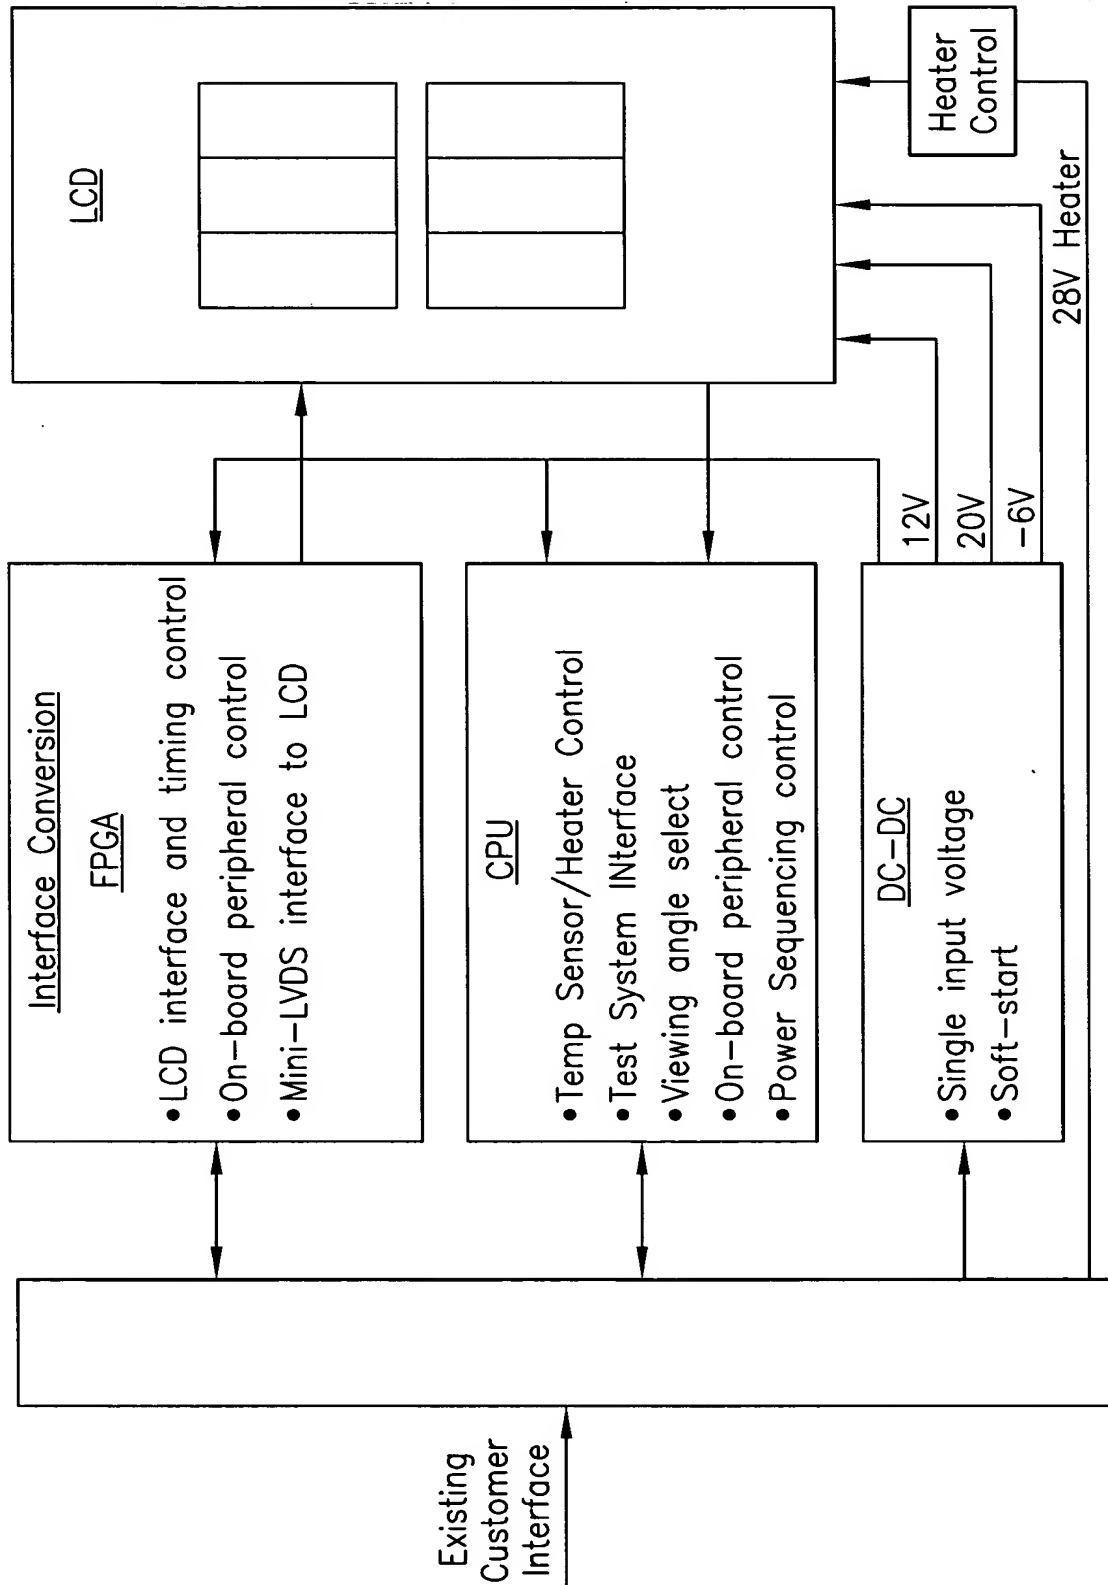 Existing
Customer
Interface
Interface Conversion
FPGA
•LCD interface and timing control
•On-board peripheral control
•Mini-LVDS interface to LCD
CPU
•Temp Sensor/Heater Control
•Test System INterface
•Viewing angle select
•On-board peripheral control
•Power Sequencing control
DC-DC
•Single input voltage
•Soft-start
12V
20V
-6V
28V Heater
LCD
Heater
Control